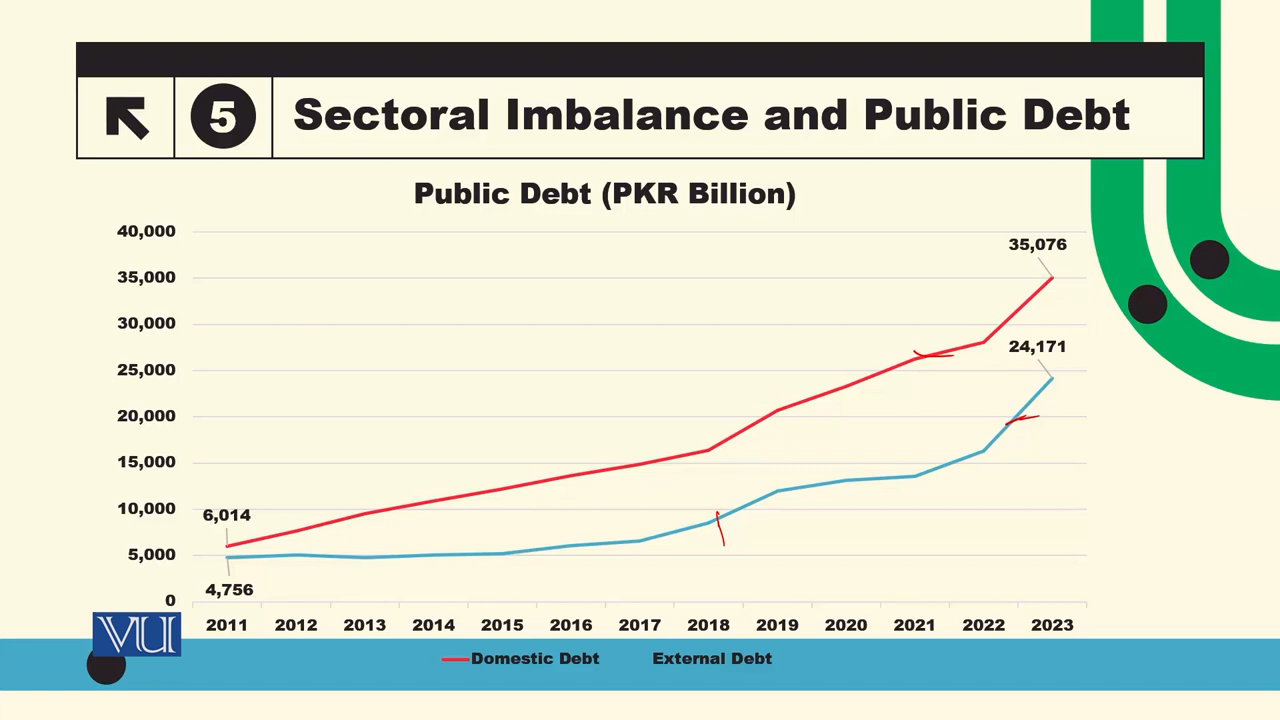 5 Sectoral Imbalance and Public Debt
Public Debt (PKR Billion)
40,000
35,000
30,000
25,000
20,000
15,000
10,000
5,000
0
35,076
24,171
6,014
4,756
2011 2012 2013 2014 2015 2016 2017 2018 2019 2020 2021 2022 2023
VU
Domestic Debt External Debt